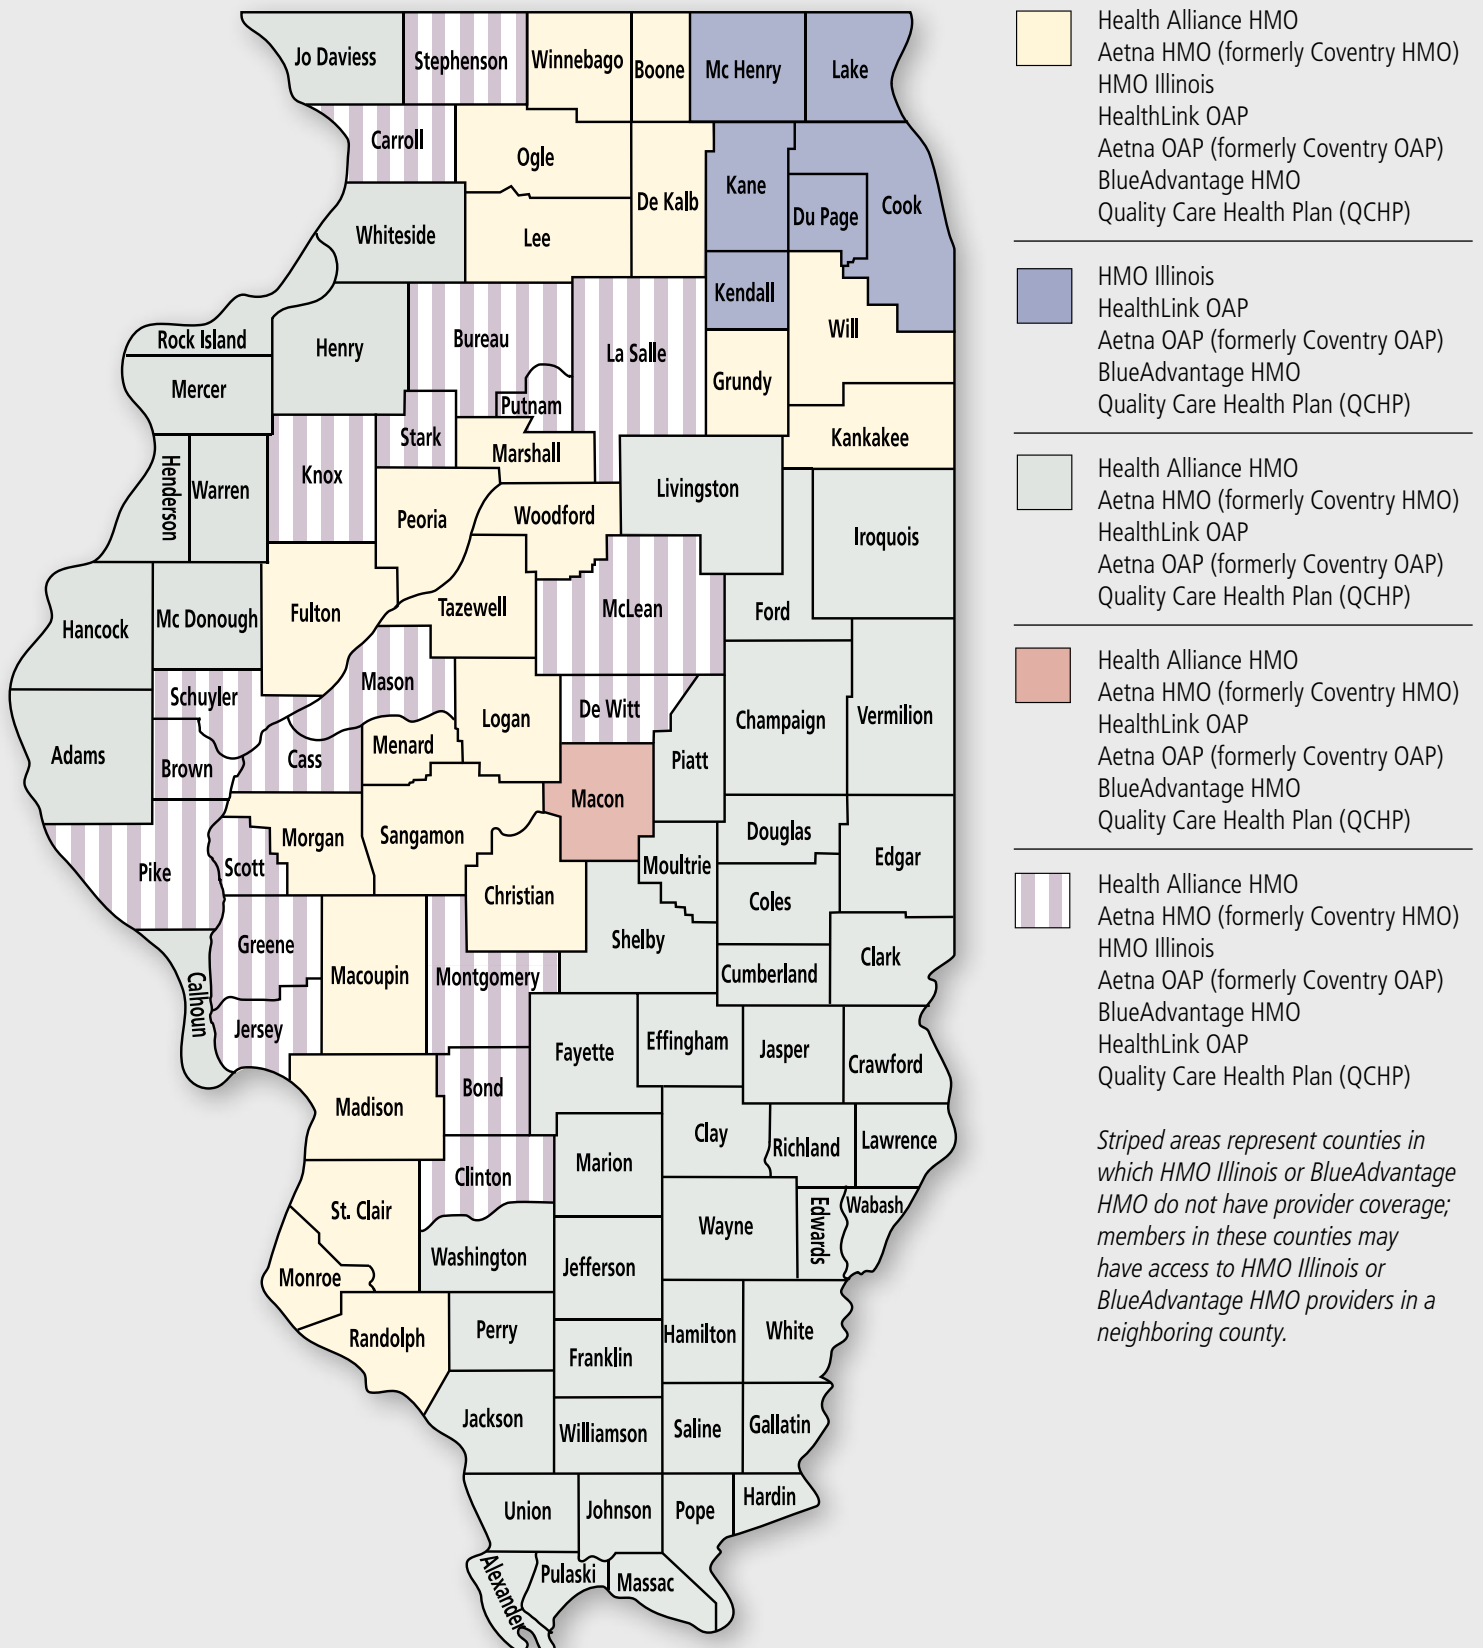 Jo Daviess
Stephenson
Winnebago
Boone
Mc Henry
Lake
Carroll
Ogle
De Kalb
Kane
Du Page
Cook
Whiteside
Lee
Kendall
Will
Rock Island
Henry
Bureau
La Salle
Grundy
Mercer
Putnam
Stark
Marshall
Kankakee
Henderson
Warren
Knox
Peoria
Woodford
Livingston
Iroquois
Hancock
Mc Donough
Fulton
Tazewell
McLean
Ford
Schuyler
Mason
Logan
De Witt
Champaign
Vermilion
Adams
Brown
Cass
Menard
Macon
Piatt
Pike
Scott
Morgan
Sangamon
Christian
Moultrie
Douglas
Edgar
Coles
Shelby
Calhoun
Greene
Macoupin
Montgomery
Cumberland
Clark
Jersey
Fayette
Effingham
Jasper
Crawford
Madison
Bond
Clinton
Marion
Clay
Richland
Lawrence
St. Clair
Washington
Wayne
Edwards
Wabash
Monroe
Jefferson
Randolph
Perry
Franklin
Hamilton
White
Jackson
Williamson
Saline
Gallatin
Union
Johnson
Pope
Hardin
Alexander
Pulaski
Massac
Health Alliance HMO
Aetna HMO (formerly Coventry HMO)
HMO Illinois
HealthLink OAP
Aetna OAP (formerly Coventry OAP)
BlueAdvantage HMO
Quality Care Health Plan (QCHP)
HMO Illinois
HealthLink OAP
Aetna OAP (formerly Coventry OAP)
BlueAdvantage HMO
Quality Care Health Plan (QCHP)
Health Alliance HMO
Aetna HMO (formerly Coventry HMO)
HealthLink OAP
Aetna OAP (formerly Coventry OAP)
Quality Care Health Plan (QCHP)
Health Alliance HMO
Aetna HMO (formerly Coventry HMO)
HealthLink OAP
Aetna OAP (formerly Coventry OAP)
BlueAdvantage HMO
Quality Care Health Plan (QCHP)
Health Alliance HMO
Aetna HMO (formerly Coventry HMO)
HMO Illinois
Aetna OAP (formerly Coventry OAP)
BlueAdvantage HMO
HealthLink OAP
Quality Care Health Plan (QCHP)
Striped areas represent counties in
which HMO Illinois or BlueAdvantage
HMO do not have provider coverage;
members in these counties may
have access to HMO Illinois or
BlueAdvantage HMO providers in a
neighboring county.